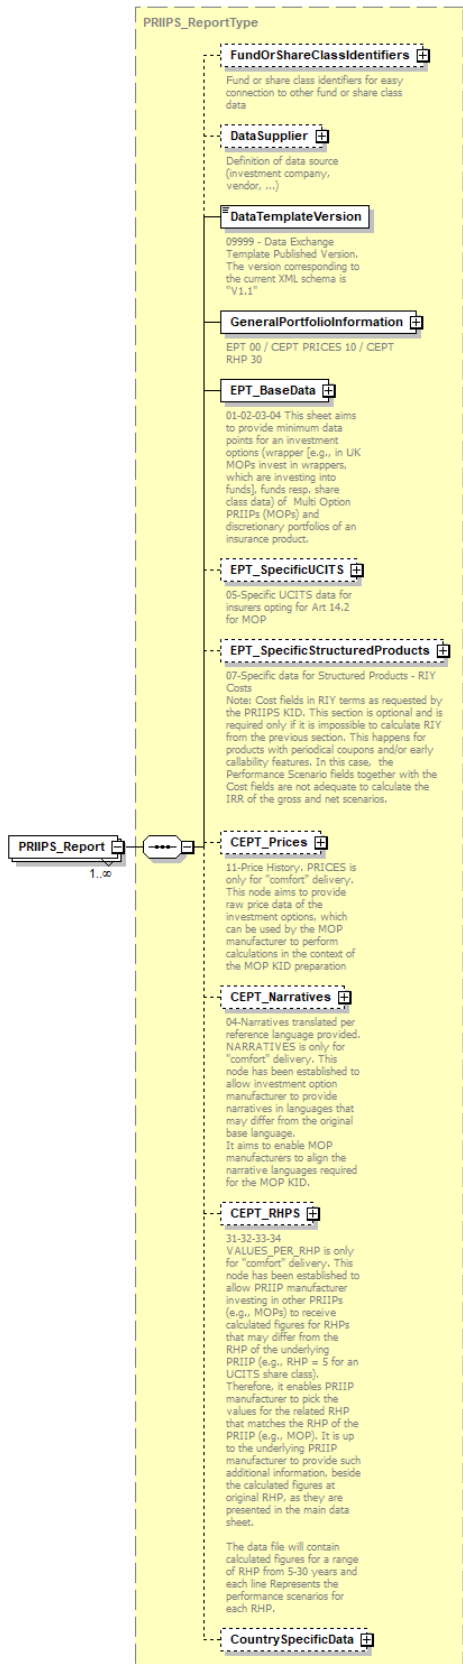 PRIIPS_ReportType
FundOrShareClassIdentifiers
Fund or share class identifiers for easy
connection to other fund or share class
data
DataSupplier
Definition of data source
(investment company,
vendor, ...)
DataTemplateVersion
09999 - Data Exchange
Template Published Version.
The version corresponding to
the current XML schema is
"V1.1"
GeneralPortfolioInformation
EPT 00 / CEPT PRICES 10 / CEPT
RHP 30
EPT_BaseData
01-02-03-04 This sheet aims
to provide minimum data
points for an investment
options (wrapper [e.g., in UK
MOPs invest in wrappers,
which are investing into
funds], funds resp. share
class data) of  Multi Option
PRIIPs (MOPs) and
discretionary portfolios of an
insurance product.
EPT_SpecificUCITS
05-Specific UCITS data for
insurers opting for Art 14.2
for MOP
EPT_SpecificStructuredProducts
07-Specific data for Structured Products - RIY
Costs
Note: Cost fields in RIY terms as requested by
the PRIIPS KID. This section is optional and is
required only if it is impossible to calculate RIY
from the previous section. This happens for
products with periodical coupons and/or early
callability features. In this case,  the
Performance Scenario fields together with the
Cost fields are not adequate to calculate the
IRR of the gross and net scenarios.
PRIIPS_Report
1..∞
CEPT_Prices
11-Price History. PRICES is
only for "comfort" delivery.
This node aims to provide
raw price data of the
investment options, which
can be used by the MOP
manufacturer to perform
calculations in the context of
the MOP KID preparation
CEPT_Narratives
04-Narratives translated per
reference language provided.
NARRATIVES is only for
"comfort" delivery. This
node has been established to
allow investment option
manufacturer to provide
narratives in languages that
may differ from the original
base language.
It aims to enable MOP
manufacturers to align the
narrative languages required
for the MOP KID.
CEPT_RHPS
31-32-33-34
VALUES_PER_RHP is only
for "comfort" delivery. This
node has been established to
allow PRIIP manufacturer
investing in other PRIIPs
(e.g., MOPs) to receive
calculated figures for RHPs
that may differ from the
RHP of the underlying
PRIIP (e.g., RHP = 5 for an
UCITS share class).
Therefore, it enables PRIIP
manufacturer to pick the
values for the related RHP
that matches the RHP of the
PRIIP (e.g., MOP). It is up
to the underlying PRIIP
manufacturer to provide such
additional information, beside
the calculated figures at
original RHP, as they are
presented in the main data
sheet.
The data file will contain
calculated figures for a range
of RHP from 5-30 years and
each line Represents the
performance scenarios for
each RHP.
CountrySpecificData